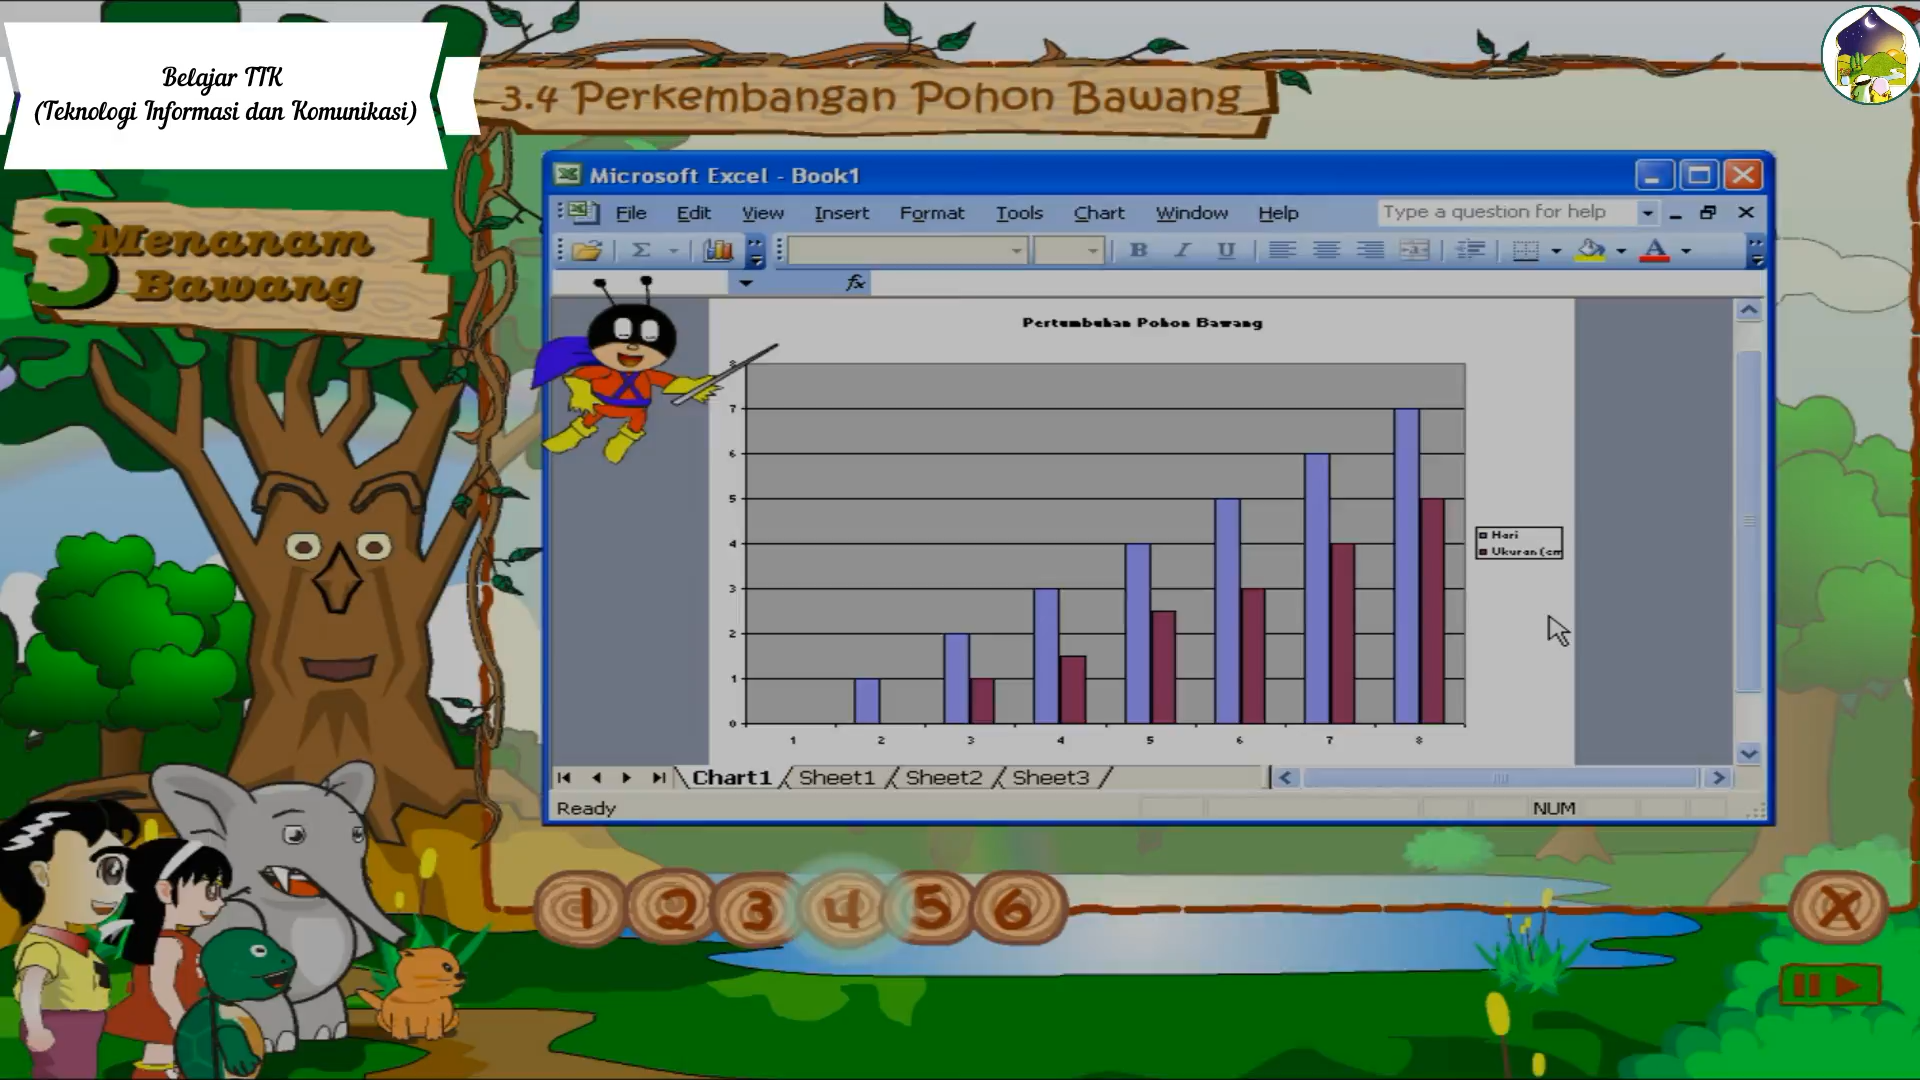 Belajar TIK
(Teknologi Informasi dan Komunikasi)
3.4 Perkembangan Pohon Bawang
3 Menanam
Bawang
Microsoft Excel - Book1
File Edit View Insert Format Tools Chart Window Help
Type a question for help
Σ B I U A
fx
Pertumbuhan Pohon Bawang
8
7
6
5
4
3
2
1
0
1 2 3 4 5 6 7 8
Hari
Ukuran (cm
Chart1 Sheet1 Sheet2 Sheet3
Ready
NUM
1 2 3 4 5 6
X